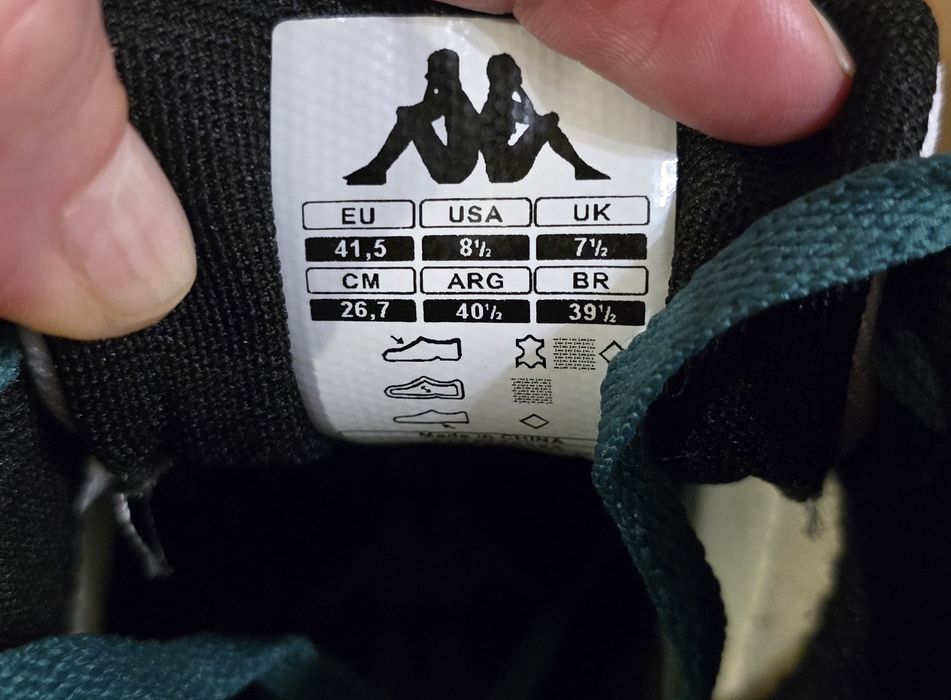 EU USA UK
41,5 8½ 7½
CM ARG BR
26,7 40½ 39½
Made in CHINA